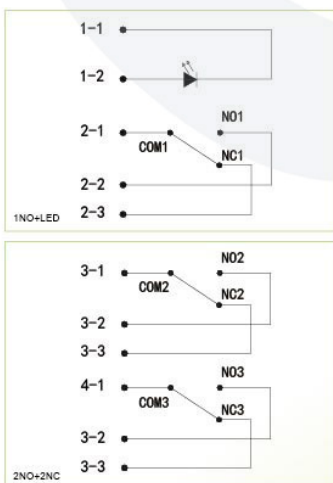 1-1
1-2
2-1
NO1
COM1
NC1
2-2
2-3
1NO+LED
3-1
NO2
COM2
NC2
3-2
3-3
4-1
NO3
COM3
NC3
3-2
3-3
2NO+2NC